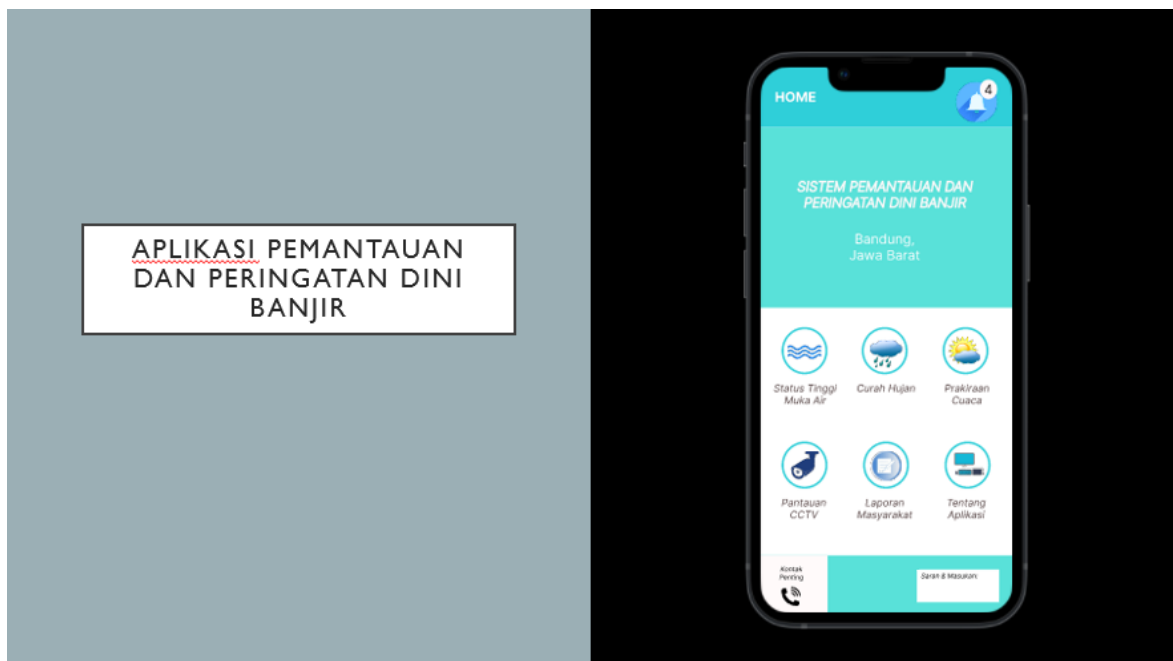 APLIKASI PEMANTAUAN
DAN PERINGATAN DINI
BANJIR
HOME
4
SISTEM PEMANTAUAN DAN
PERINGATAN DINI BANJIR
Bandung,
Jawa Barat
Status Tinggi
Muka Air
Curah Hujan
Prakiraan
Cuaca
Pantauan
CCTV
Laporan
Masyarakat
Tentang
Aplikasi
Kontak
Penting
Saran & Masukan: